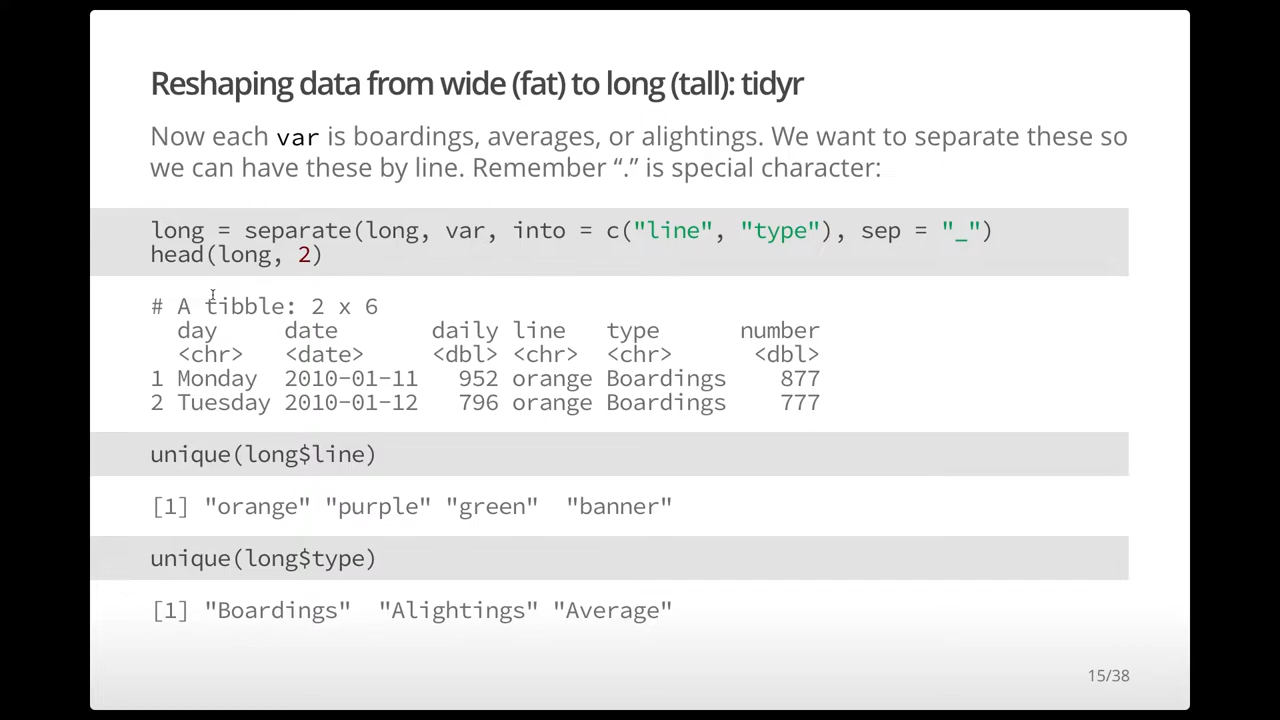 Reshaping data from wide (fat) to long (tall): tidyr
Now each var is boardings, averages, or alightings. We want to separate these so
we can have these by line. Remember “.” is special character:
long = separate(long, var, into = c("line", "type"), sep = "_")
head(long, 2)
# A tibble: 2 x 6
  day     date       daily line   type      number
  <chr>   <date>     <dbl> <chr>  <chr>      <dbl>
1 Monday  2010-01-11   952 orange Boardings    877
2 Tuesday 2010-01-12   796 orange Boardings    777
unique(long$line)
[1] "orange" "purple" "green"  "banner"
unique(long$type)
[1] "Boardings"  "Alightings" "Average"
15/38